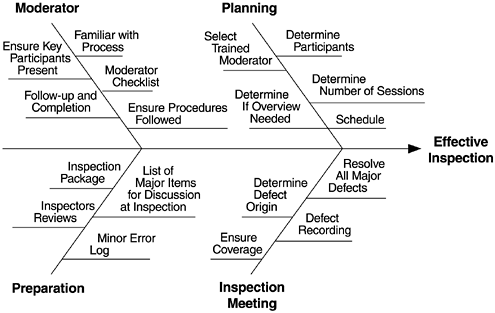 Moderator
Planning
Familiar with
Process
Ensure Key
Participants
Present
Moderator
Checklist
Follow-up and
Completion
Ensure Procedures
Followed
Select
Trained
Moderator
Determine
Participants
Determine
Number of Sessions
Determine
If Overview
Needed
Schedule
Effective
Inspection
Inspection
Package
List of
Major Items
for Discussion
at Inspection
Inspectors
Reviews
Minor Error
Log
Resolve
All Major
Defects
Determine
Defect
Origin
Defect
Recording
Ensure
Coverage
Preparation
Inspection
Meeting